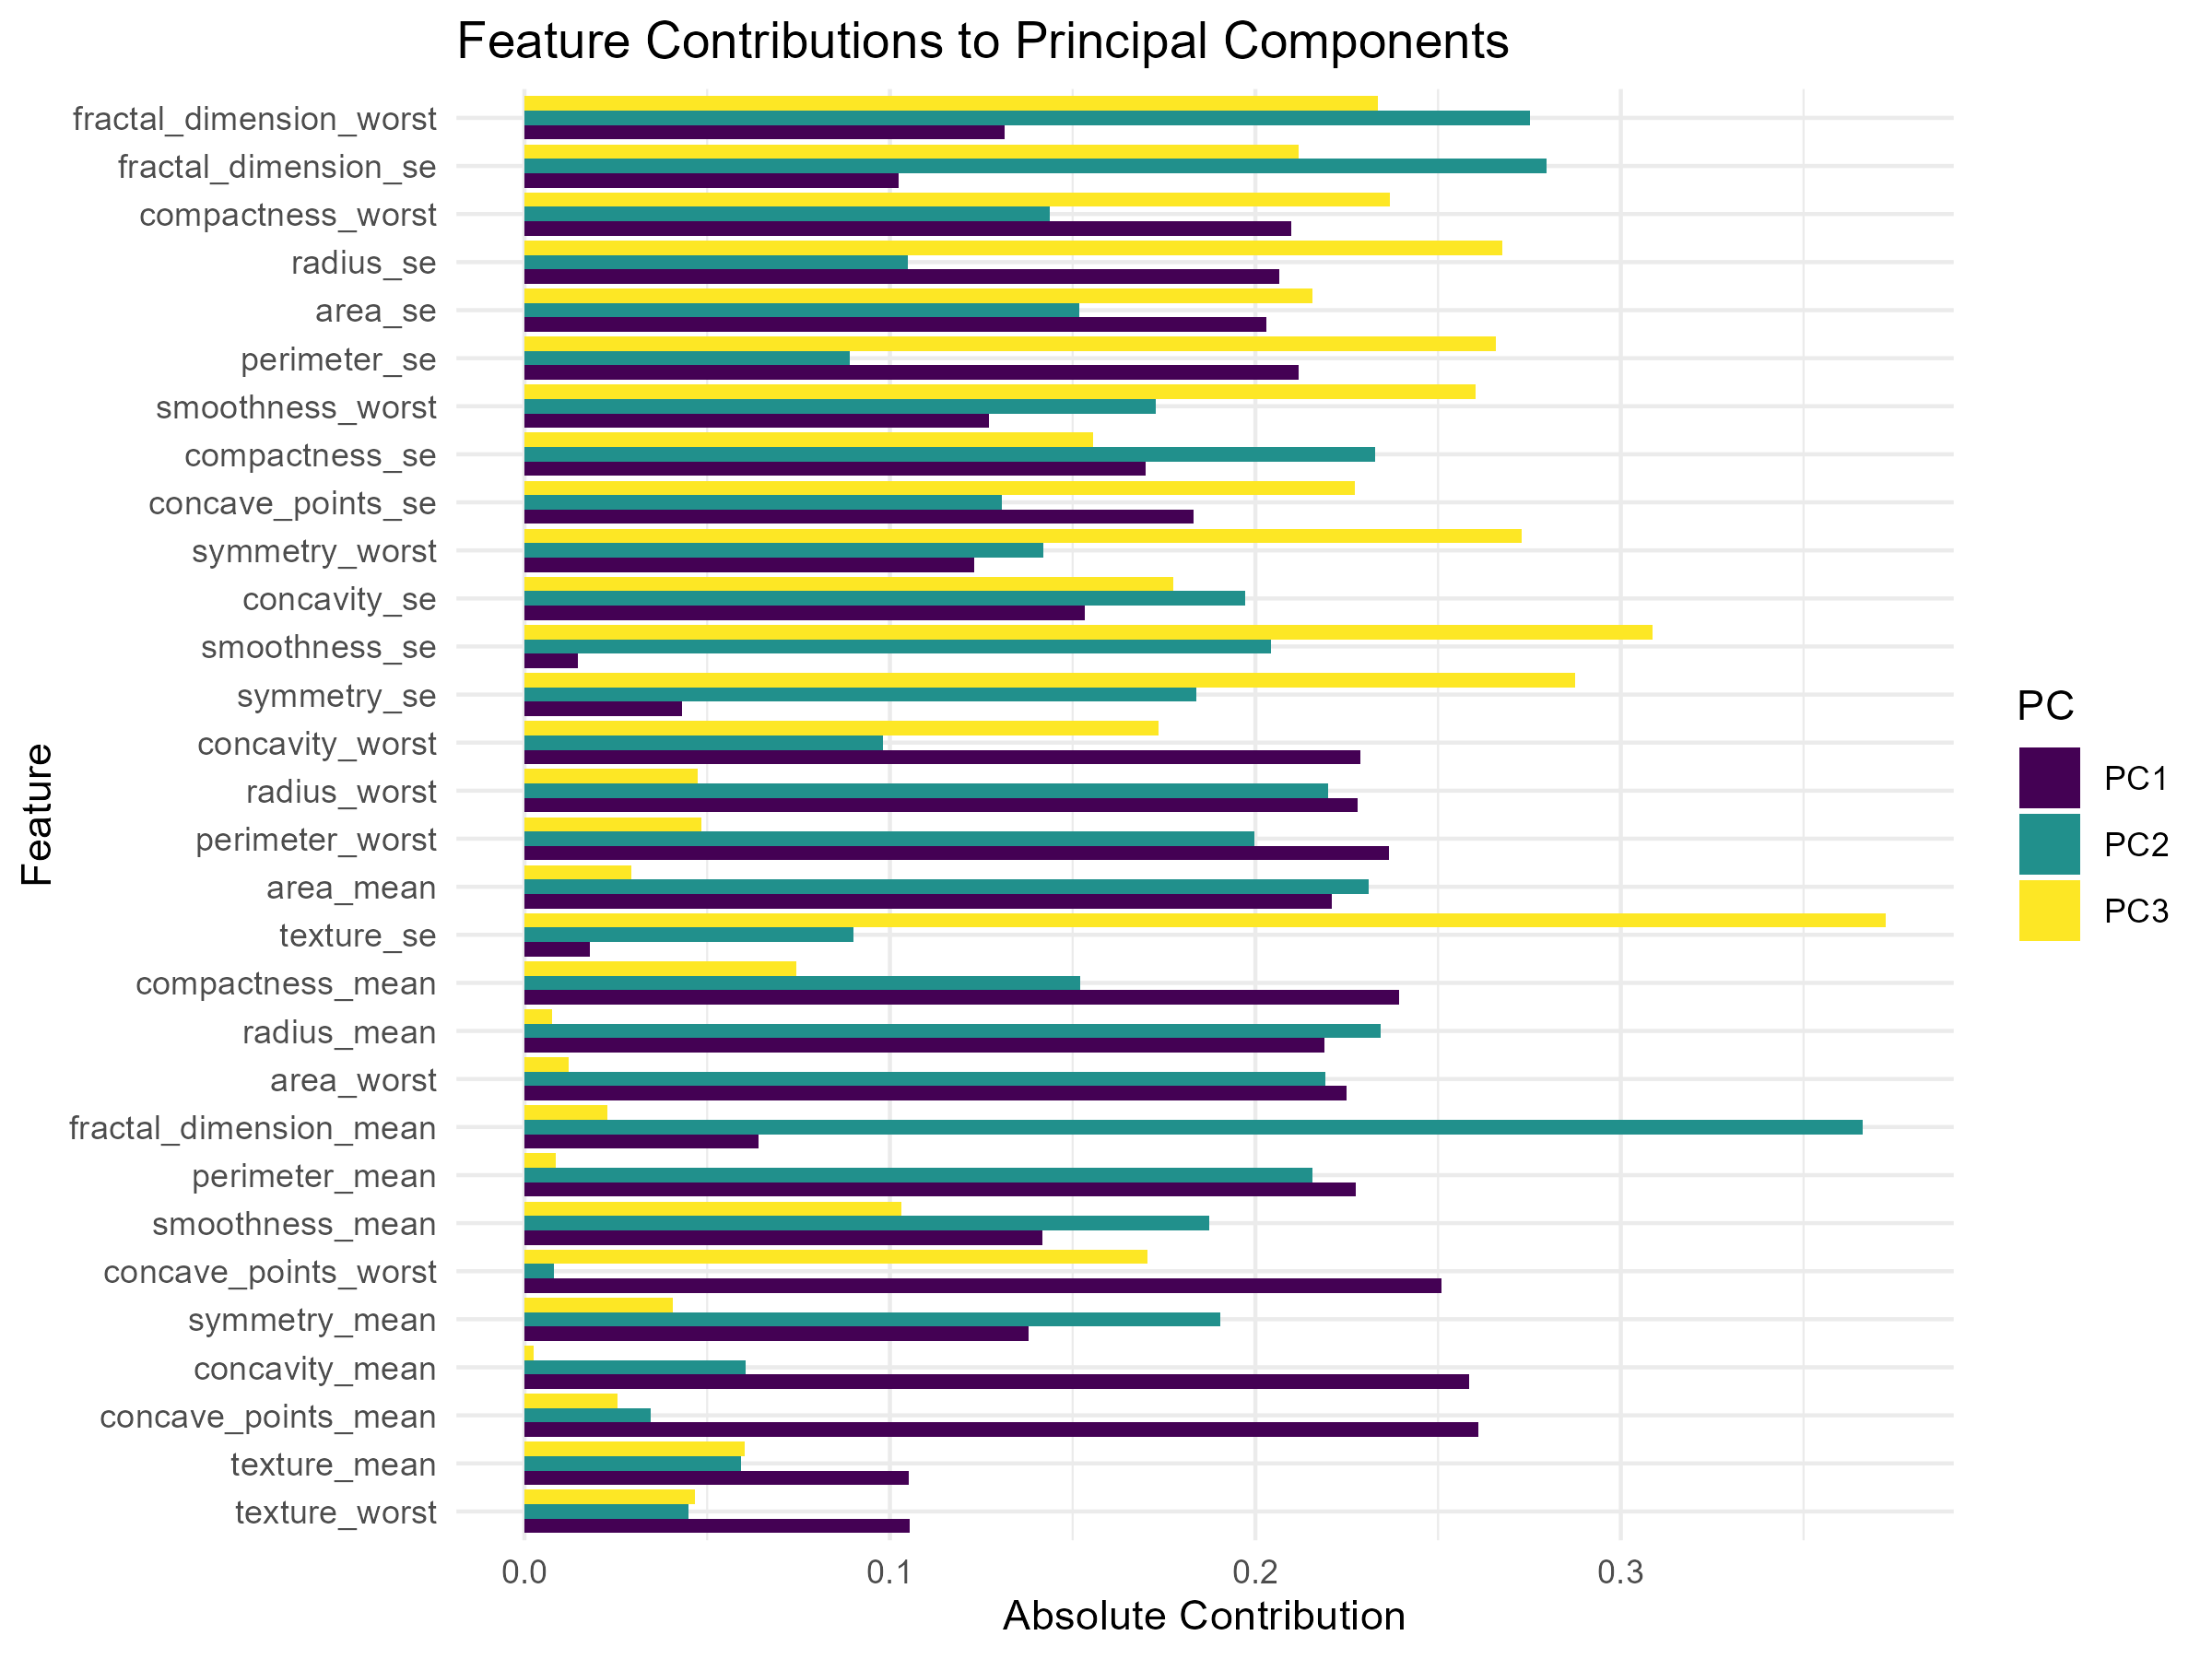 Feature Contributions to Principal Components
fractal_dimension_worst
fractal_dimension_se
compactness_worst
radius_se
area_se
perimeter_se
smoothness_worst
compactness_se
concave_points_se
symmetry_worst
concavity_se
smoothness_se
symmetry_se
concavity_worst
radius_worst
perimeter_worst
area_mean
texture_se
compactness_mean
radius_mean
area_worst
fractal_dimension_mean
perimeter_mean
smoothness_mean
concave_points_worst
symmetry_mean
concavity_mean
concave_points_mean
texture_mean
texture_worst
Feature
0.0 0.1 0.2 0.3
Absolute Contribution
PC
PC1
PC2
PC3